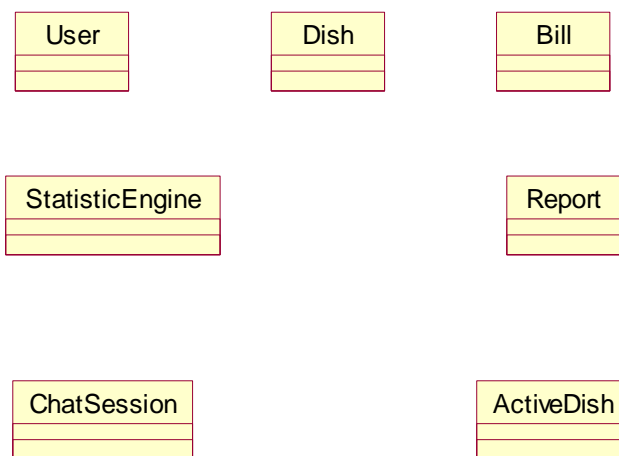 User
Dish
Bill
StatisticEngine
Report
ChatSession
ActiveDish